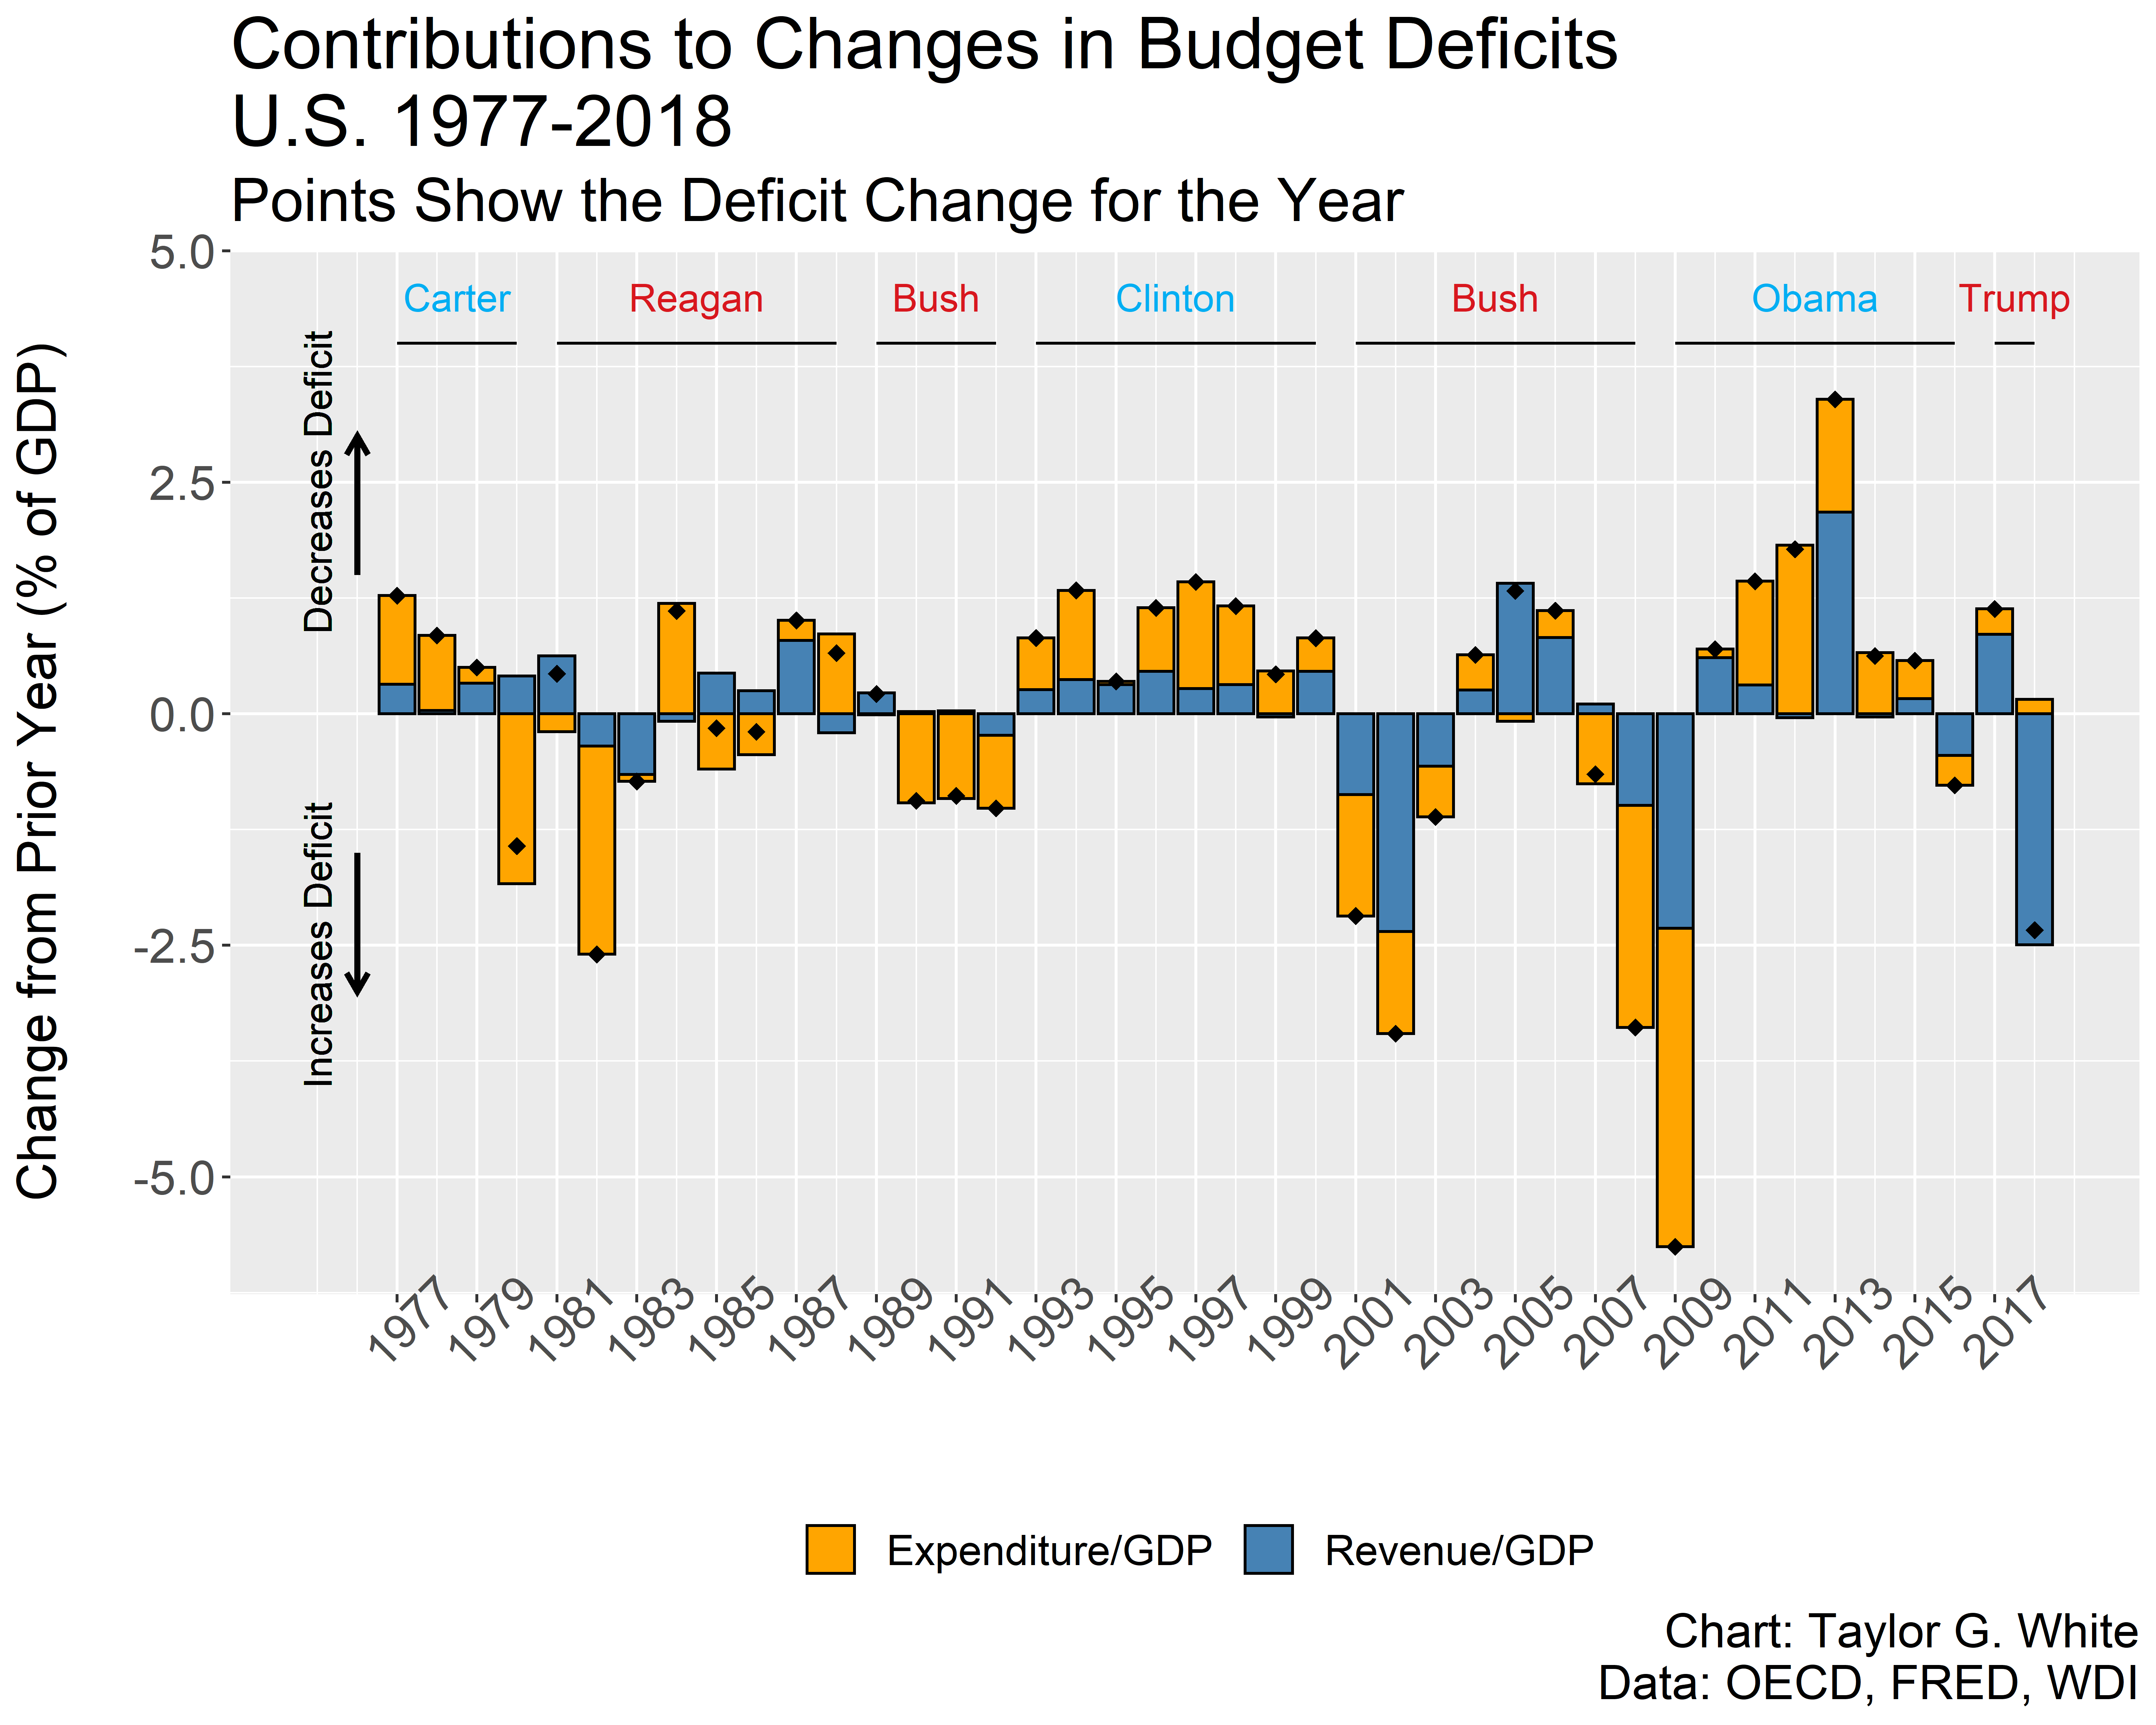 Contributions to Changes in Budget Deficits
U.S. 1977-2018
Points Show the Deficit Change for the Year
Change from Prior Year (% of GDP)
5.0
2.5
0.0
-2.5
-5.0
Carter
Reagan
Bush
Clinton
Bush
Obama
Trump
Decreases Deficit
Increases Deficit
1977
1979
1981
1983
1985
1987
1989
1991
1993
1995
1997
1999
2001
2003
2005
2007
2009
2011
2013
2015
2017
Expenditure/GDP
Revenue/GDP
Chart: Taylor G. White
Data: OECD, FRED, WDI